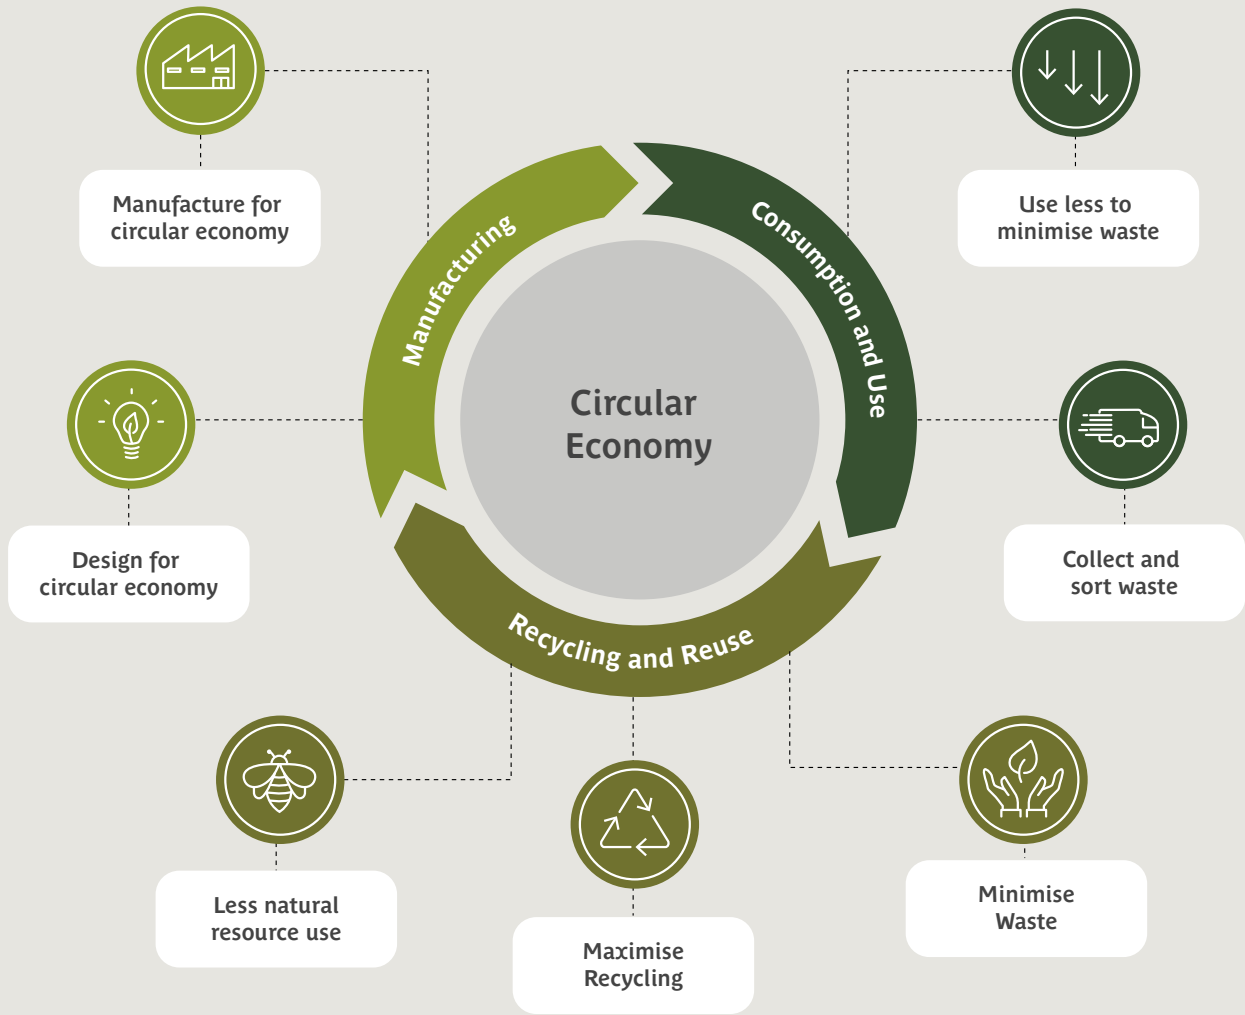 Manufacture for
circular economy
Use less to
minimise waste
Manufacturing
Consumption and Use
Circular
Economy
Design for
circular economy
Collect and
sort waste
Recycling and Reuse
Less natural
resource use
Maximise
Recycling
Minimise
Waste